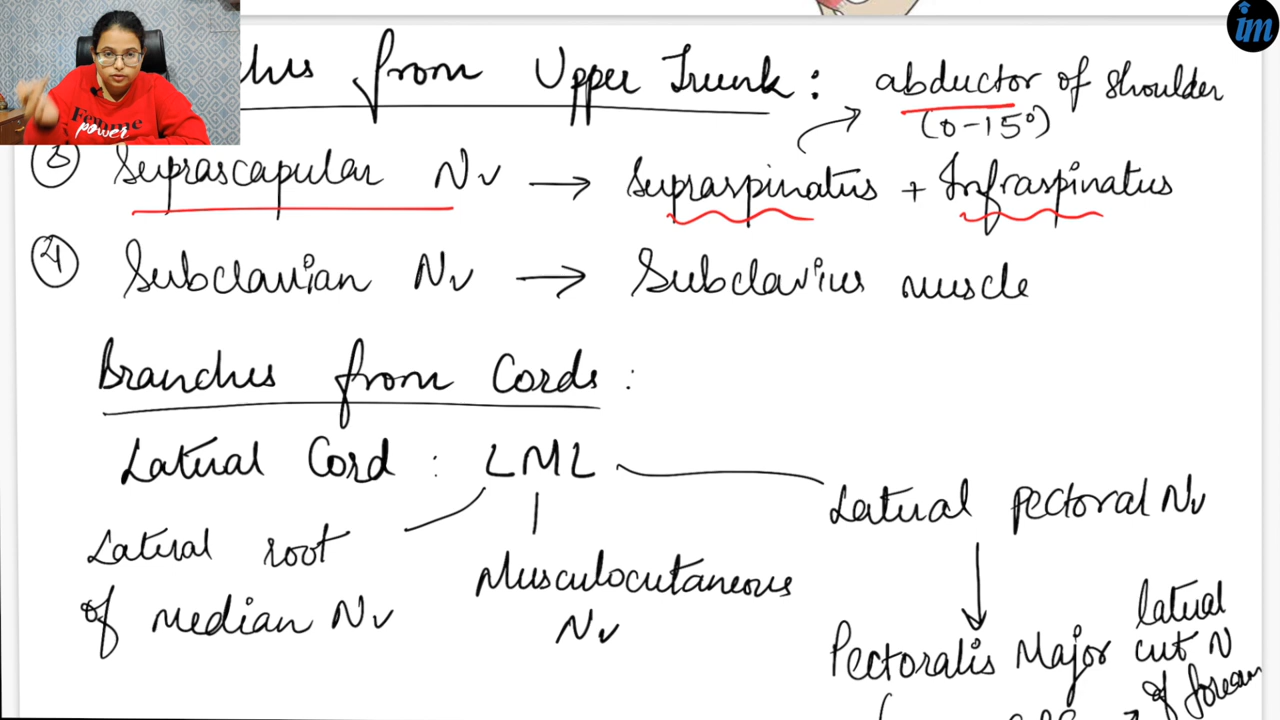 im
Femme
power
from Upper Trunk : abductor of shoulder
(0-15°)
③ Suprascapular Nv → Supraspinatus + Infraspinatus
④ Subclavian Nv → Subclavius muscle
Branches from Cords :
Lateral Cord : LML
Lateral root
of median Nv
Musculocutaneous
Nv
Lateral pectoral Nv
Pectoralis Major
lateral
cut N
of forearm